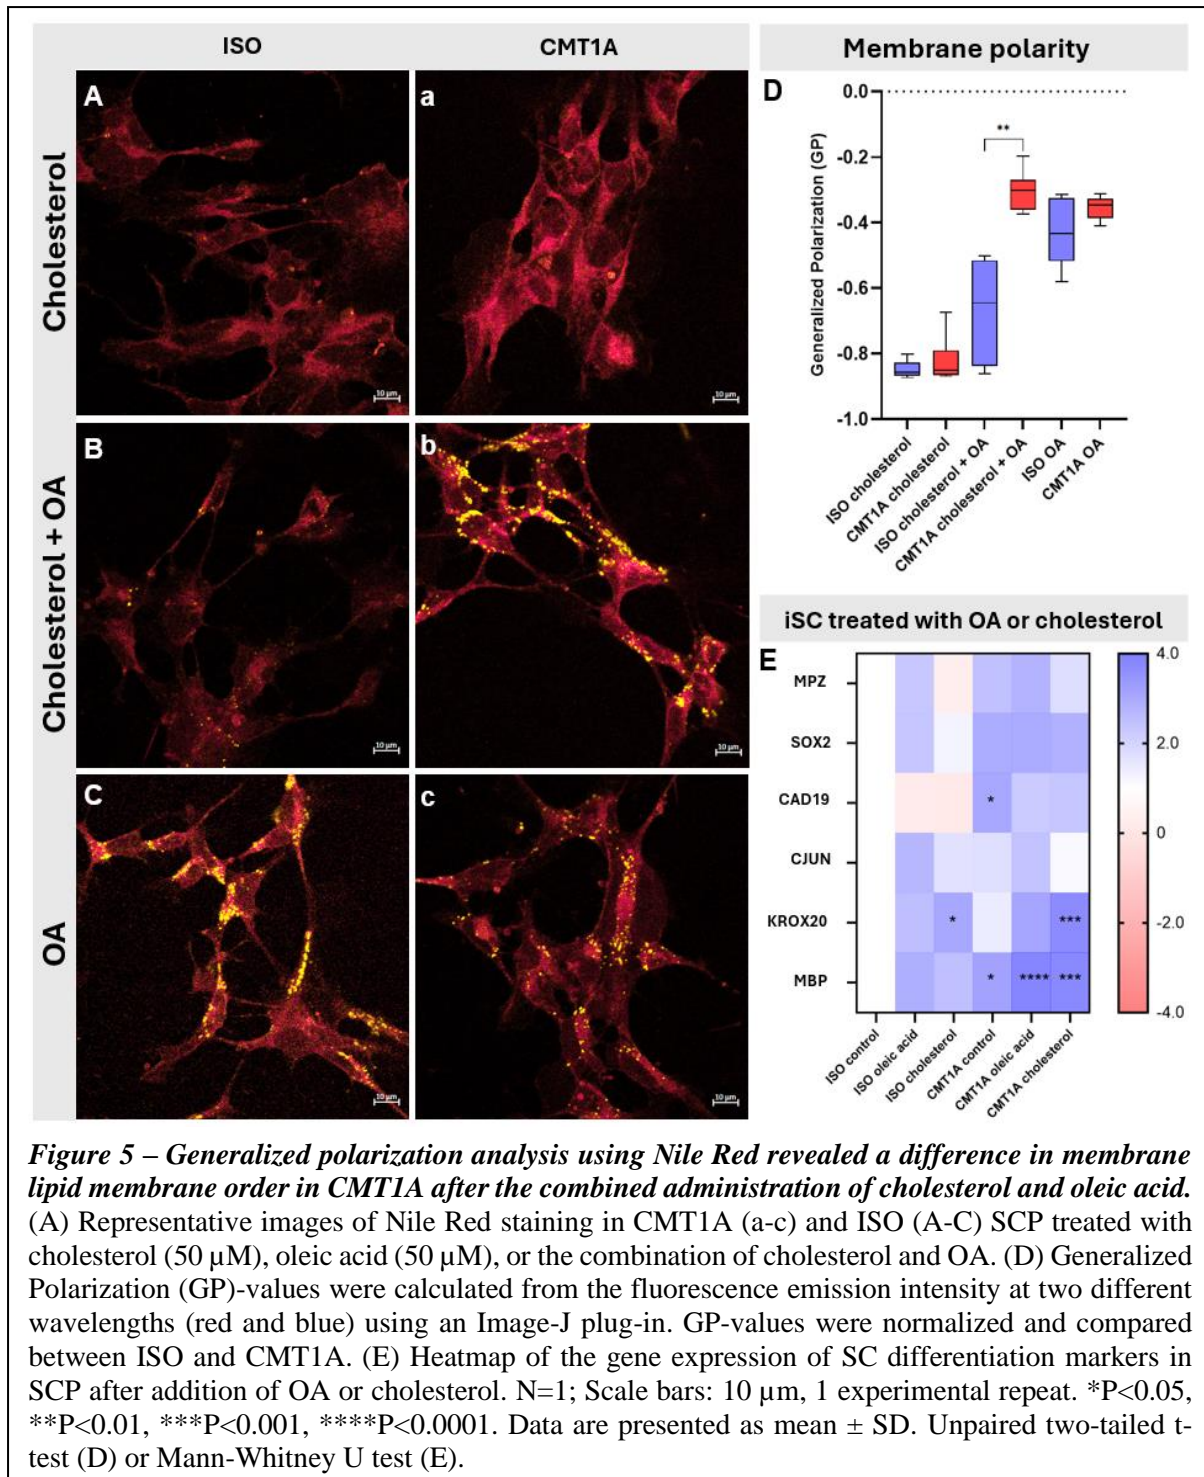 ISO
CMT1A
Membrane polarity
Cholesterol
Cholesterol + OA
OA
A
a
B
b
C
c
10 µm
10 µm
10 µm
10 µm
10 µm
10 µm
D
Generalized Polarization (GP)
0.0
-0.2
-0.4
-0.6
-0.8
-1.0
**
ISO cholesterol
CMT1A cholesterol
ISO cholesterol + OA
CMT1A cholesterol + OA
ISO OA
CMT1A OA
iSC treated with OA or cholesterol
E
MPZ
SOX2
CAD19
*
CJUN
KROX20
* ***
MBP
* **** ***
ISO control
ISO oleic acid
ISO cholesterol
CMT1A control
CMT1A oleic acid
CMT1A cholesterol
4.0
2.0
0
-2.0
-4.0
Figure 5 – Generalized polarization analysis using Nile Red revealed a difference in membrane
lipid membrane order in CMT1A after the combined administration of cholesterol and oleic acid.
(A) Representative images of Nile Red staining in CMT1A (a-c) and ISO (A-C) SCP treated with
cholesterol (50 µM), oleic acid (50 µM), or the combination of cholesterol and OA. (D) Generalized
Polarization (GP)-values were calculated from the fluorescence emission intensity at two different
wavelengths (red and blue) using an Image-J plug-in. GP-values were normalized and compared
between ISO and CMT1A. (E) Heatmap of the gene expression of SC differentiation markers in
SCP after addition of OA or cholesterol. N=1; Scale bars: 10 µm, 1 experimental repeat. *P<0.05,
**P<0.01, ***P<0.001, ****P<0.0001. Data are presented as mean ± SD. Unpaired two-tailed t-
test (D) or Mann-Whitney U test (E).